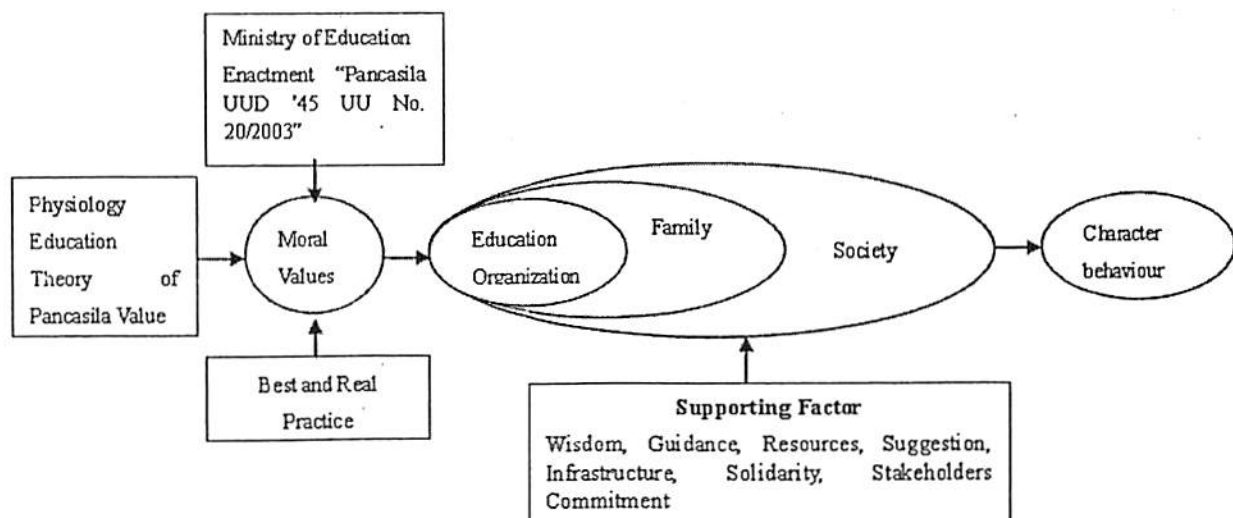 Ministry of Education
Enactment “Pancasila
UUD '45 UU No.
20/2003”
Physiology
Education
Theory of
Pancasila Value
Moral
Values
Best and Real
Practice
Education
Organization
Family
Society
Character
behaviour
Supporting Factor
Wisdom, Guidance, Resources, Suggestion,
Infrastructure, Solidarity, Stakeholders
Commitment